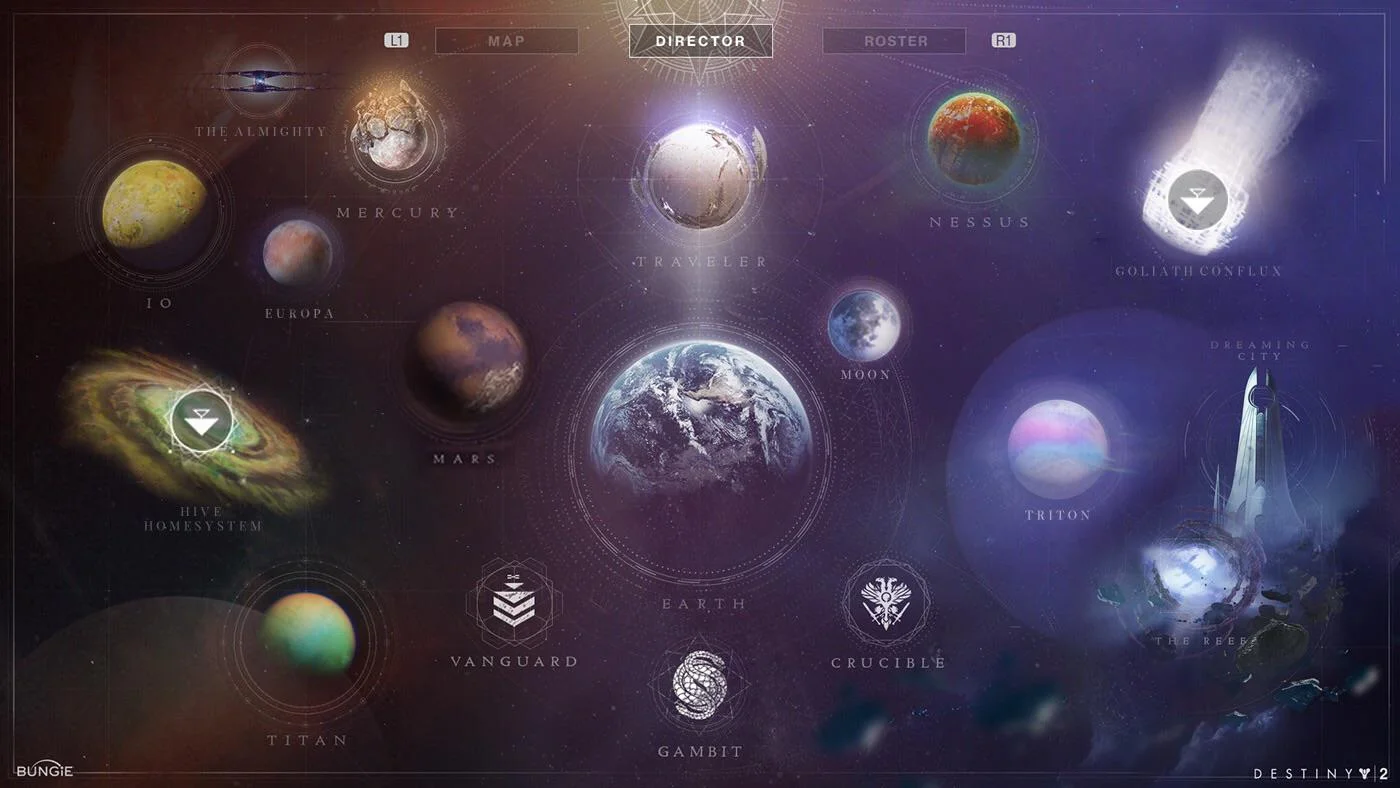 L1
MAP
DIRECTOR
ROSTER
R1
THE ALMIGHTY
MERCURY
IO
EUROPA
TRAVELER
NESSUS
GOLIATH CONFLUX
MOON
DREAMING
CITY
MARS
HIVE
HOMESYSTEM
TRITON
EARTH
THE REEF
VANGUARD
CRUCIBLE
TITAN
GAMBIT
BUNGiE
DESTINY 2